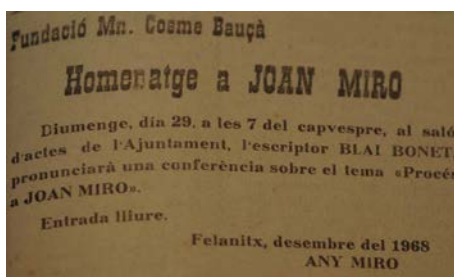 Fundació Mn. Cosme Bauçà
Homenatge a JOAN MIRO
Diumenge, día 29, a les 7 del capvespre, al saló
d'actes de l'Ajuntament, l'escriptor BLAI BONET
pronunciarà una conferència sobre el tema «Procés
a JOAN MIRO».
Entrada lliure.
Felanitx, desembre del 1968
ANY MIRO